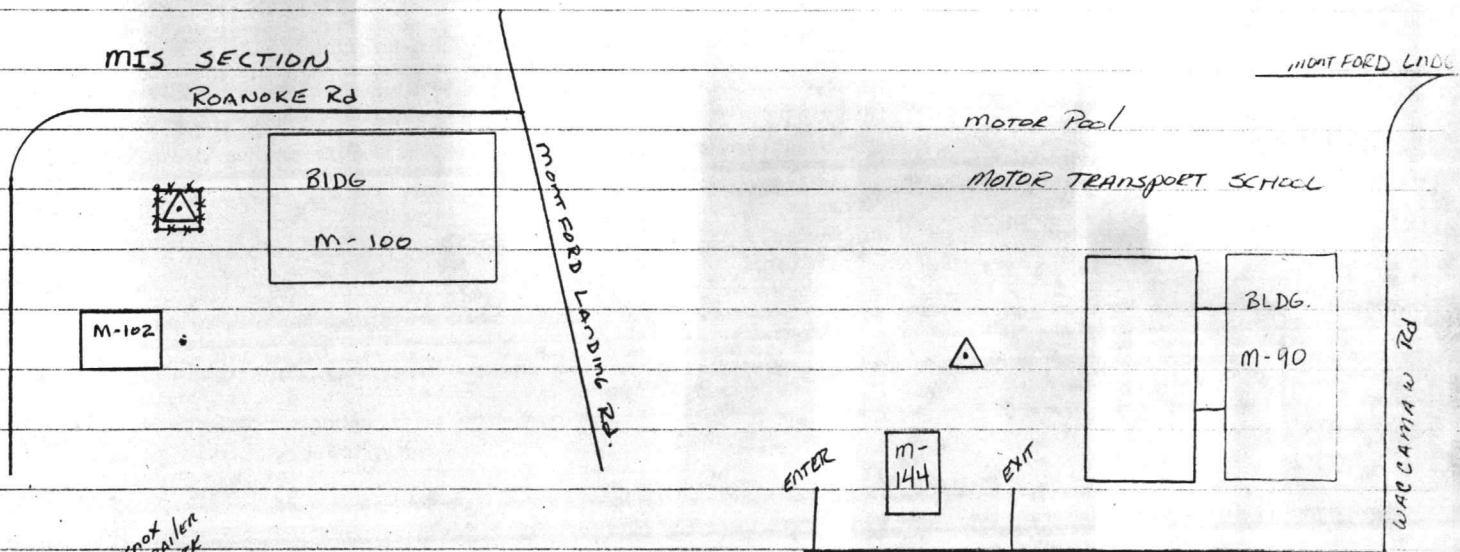 MIS SECTION
ROANOKE Rd
BlDG
M-100
M-102
MONTFORD LANDING Rd.
MONTFORD LNDG
MOTOR Pool
MOTOR TRANSPORT SCHOOL
BLDG.
M-90
WACCAMAW Rd
ENTER
M-
144
EXIT